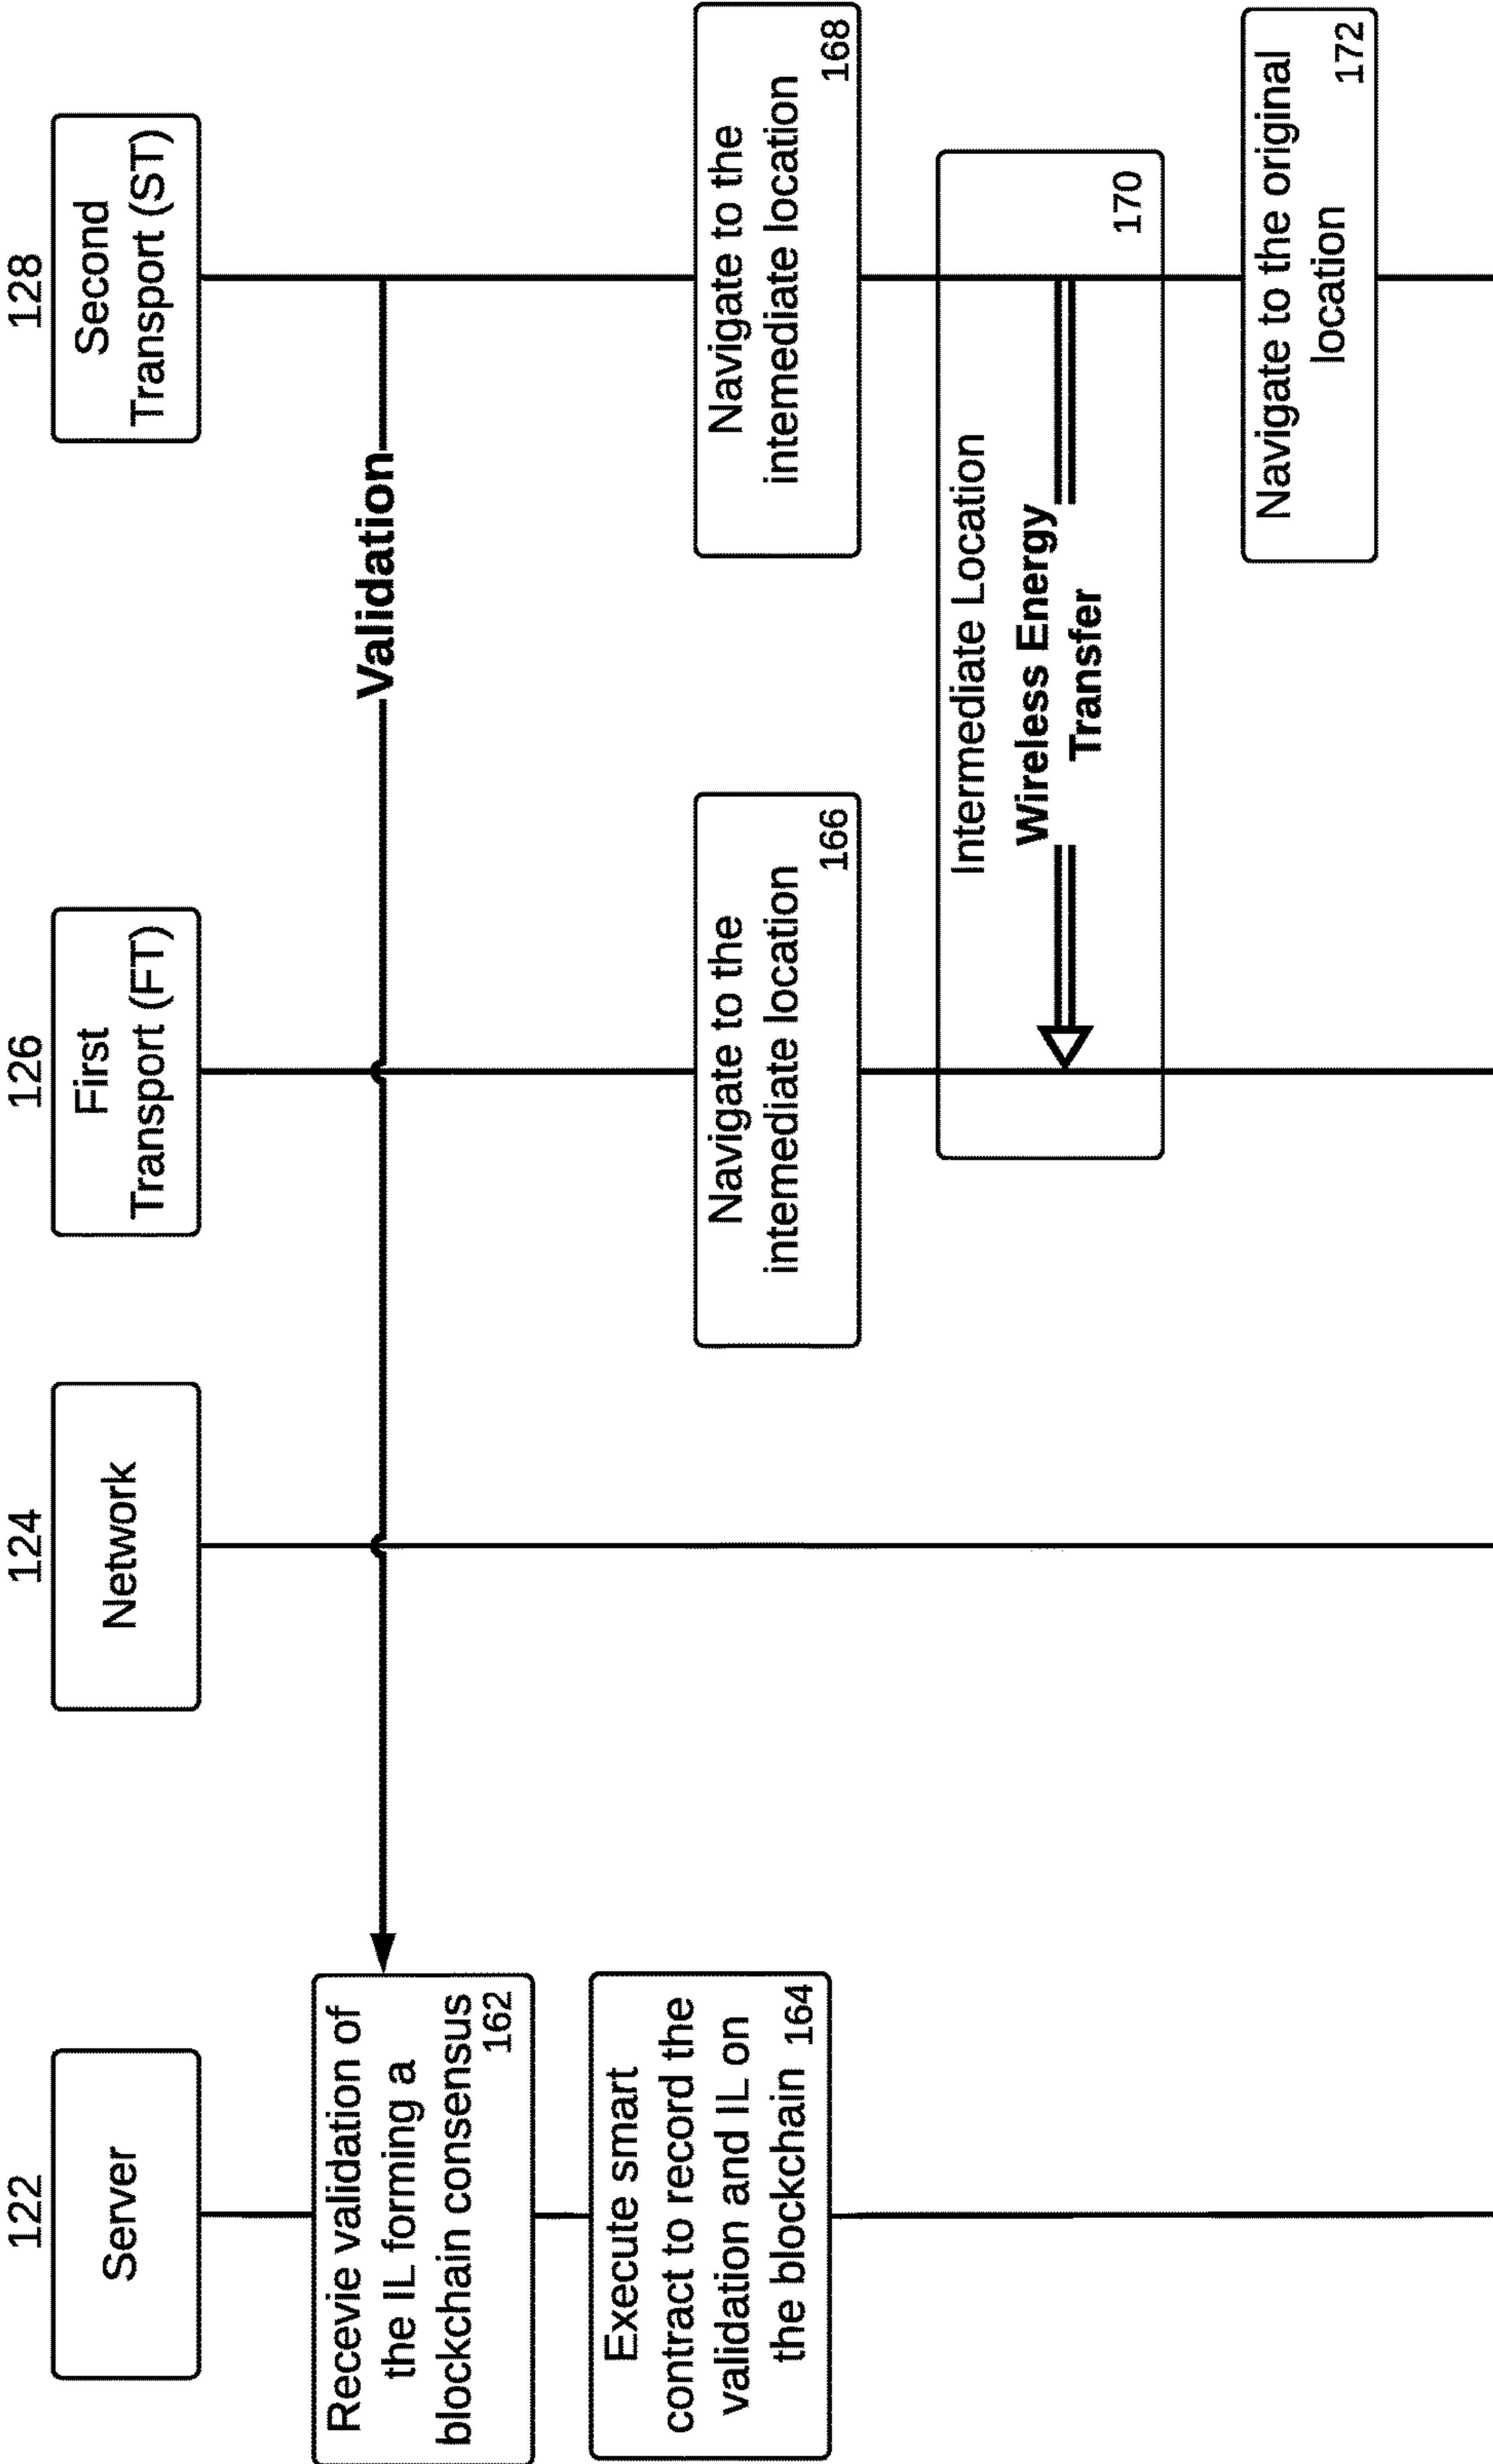 122
124
126
128
Server
Network
First
Transport (FT)
Second
Transport (ST)
Validation
Recevie validation of
the IL forming a
blockchain consensus
162
Execute smart
contract to record the
validation and IL on
the blockchain 164
Navigate to the
intemediate location
166
Navigate to the
intemediate location
168
Intermediate Location
Wireless Energy
Transfer
170
Navigate to the original
location
172